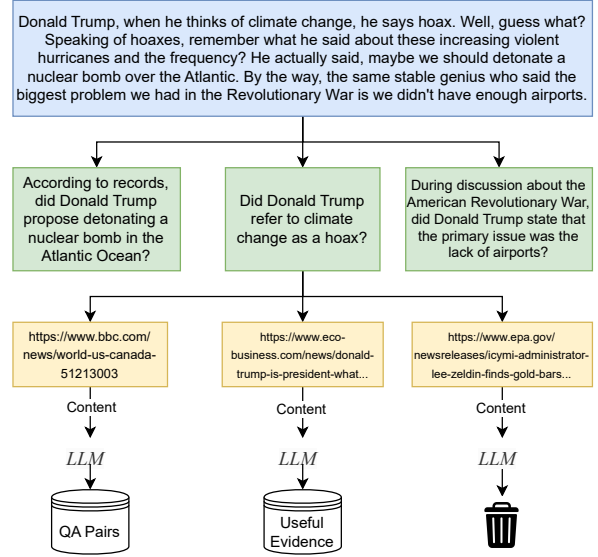 Donald Trump, when he thinks of climate change, he says hoax. Well, guess what?
Speaking of hoaxes, remember what he said about these increasing violent
hurricanes and the frequency? He actually said, maybe we should detonate a
nuclear bomb over the Atlantic. By the way, the same stable genius who said the
biggest problem we had in the Revolutionary War is we didn't have enough airports.
According to records,
did Donald Trump
propose detonating a
nuclear bomb in the
Atlantic Ocean?
Did Donald Trump
refer to climate
change as a hoax?
During discussion about the
American Revolutionary War,
did Donald Trump state that
the primary issue was the
lack of airports?
https://www.bbc.com/
news/world-us-canada-
51213003
https://www.eco-
business.com/news/donald-
trump-is-president-what...
https://www.epa.gov/
newsreleases/icymi-administrator-
lee-zeldin-finds-gold-bars...
Content
Content
Content
LLM
LLM
LLM
QA Pairs
Useful
Evidence